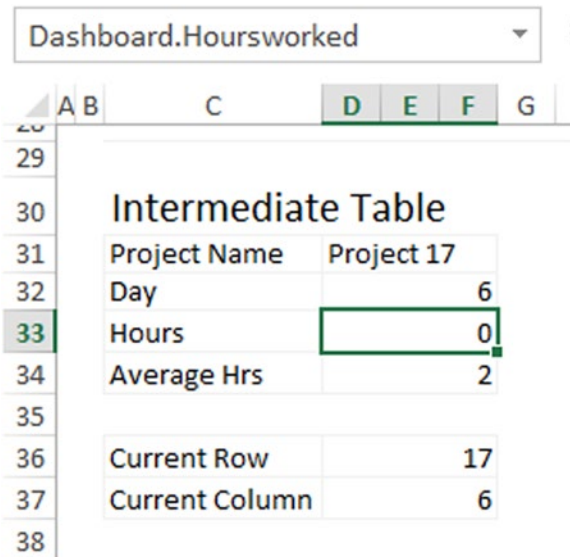 Dashboard.Hoursworked
A B C D E F G
29
30 Intermediate Table
31 Project Name Project 17
32 Day 6
33 Hours 0
34 Average Hrs 2
35
36 Current Row 17
37 Current Column 6
38